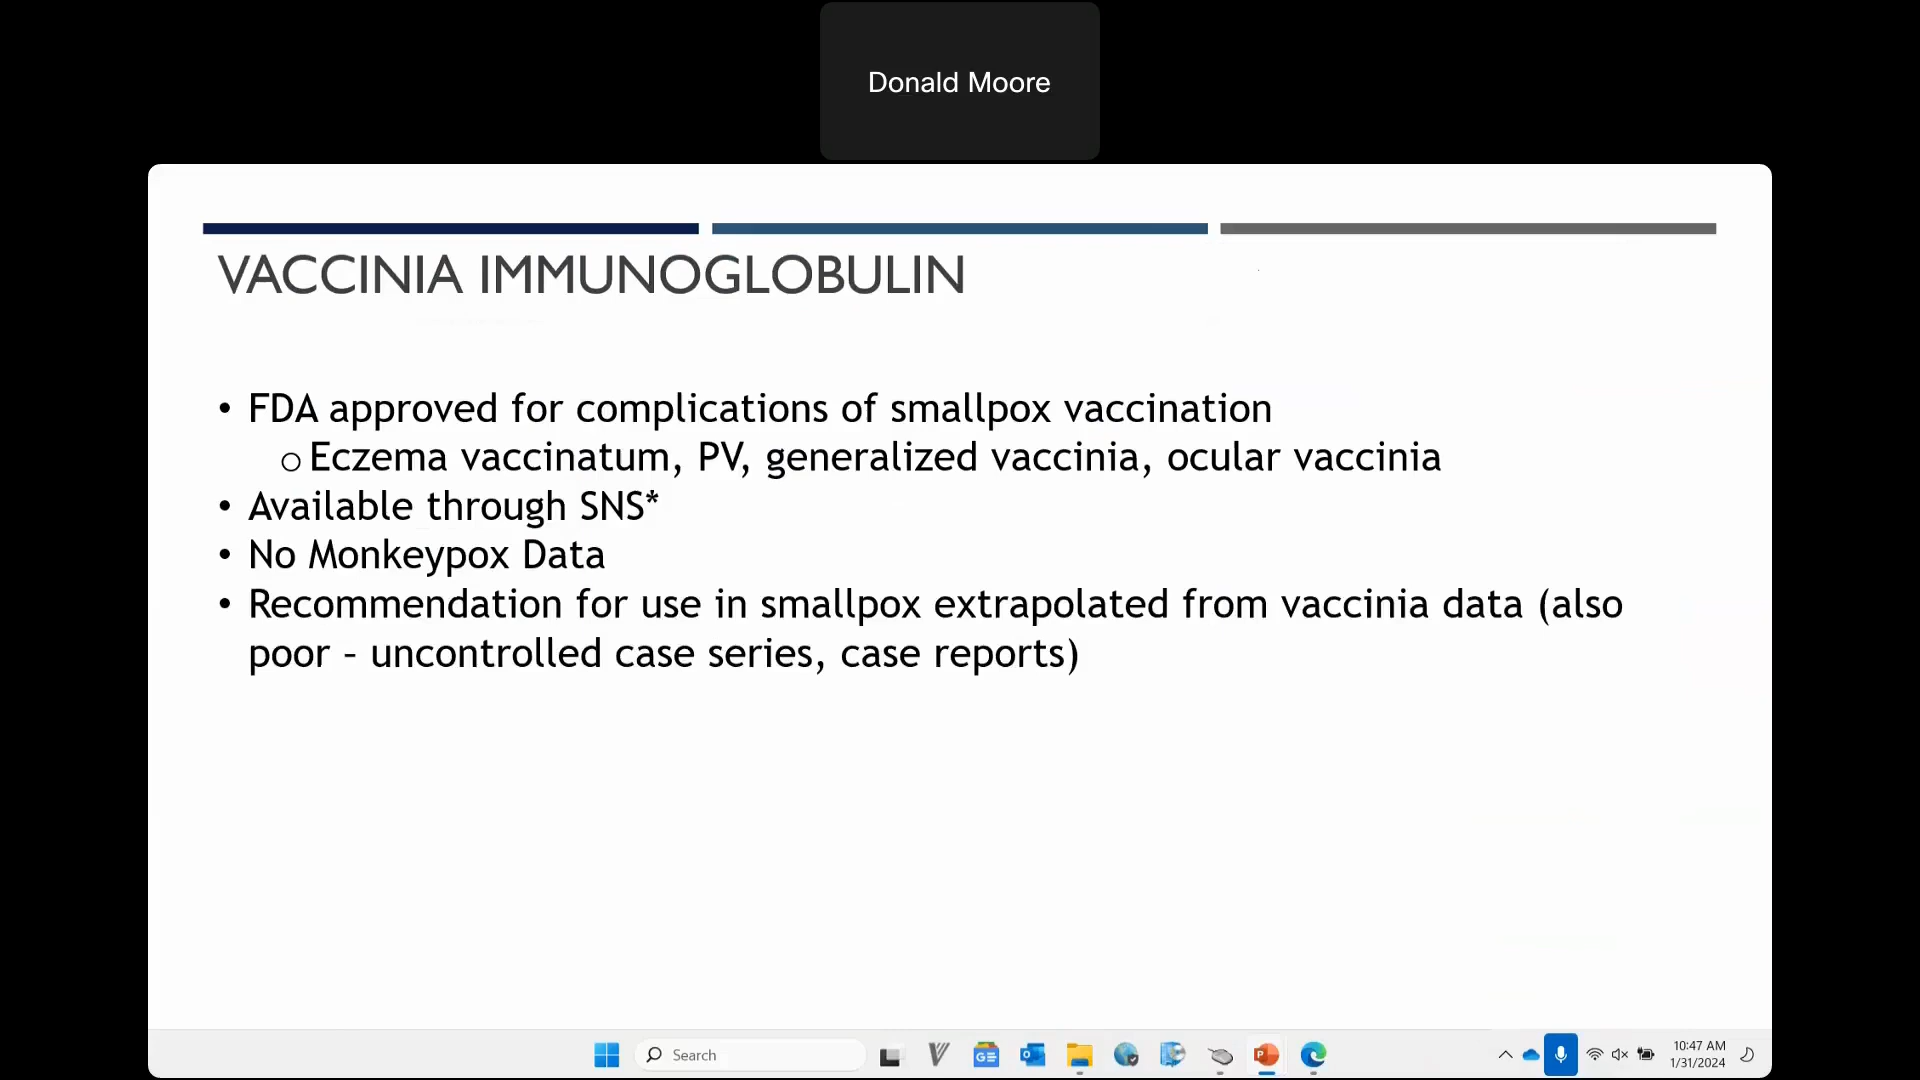 Donald Moore
VACCINIA IMMUNOGLOBULIN
• FDA approved for complications of smallpox vaccination
o Eczema vaccinatum, PV, generalized vaccinia, ocular vaccinia
• Available through SNS*
• No Monkeypox Data
• Recommendation for use in smallpox extrapolated from vaccinia data (also
poor – uncontrolled case series, case reports)
Search
10:47 AM
1/31/2024